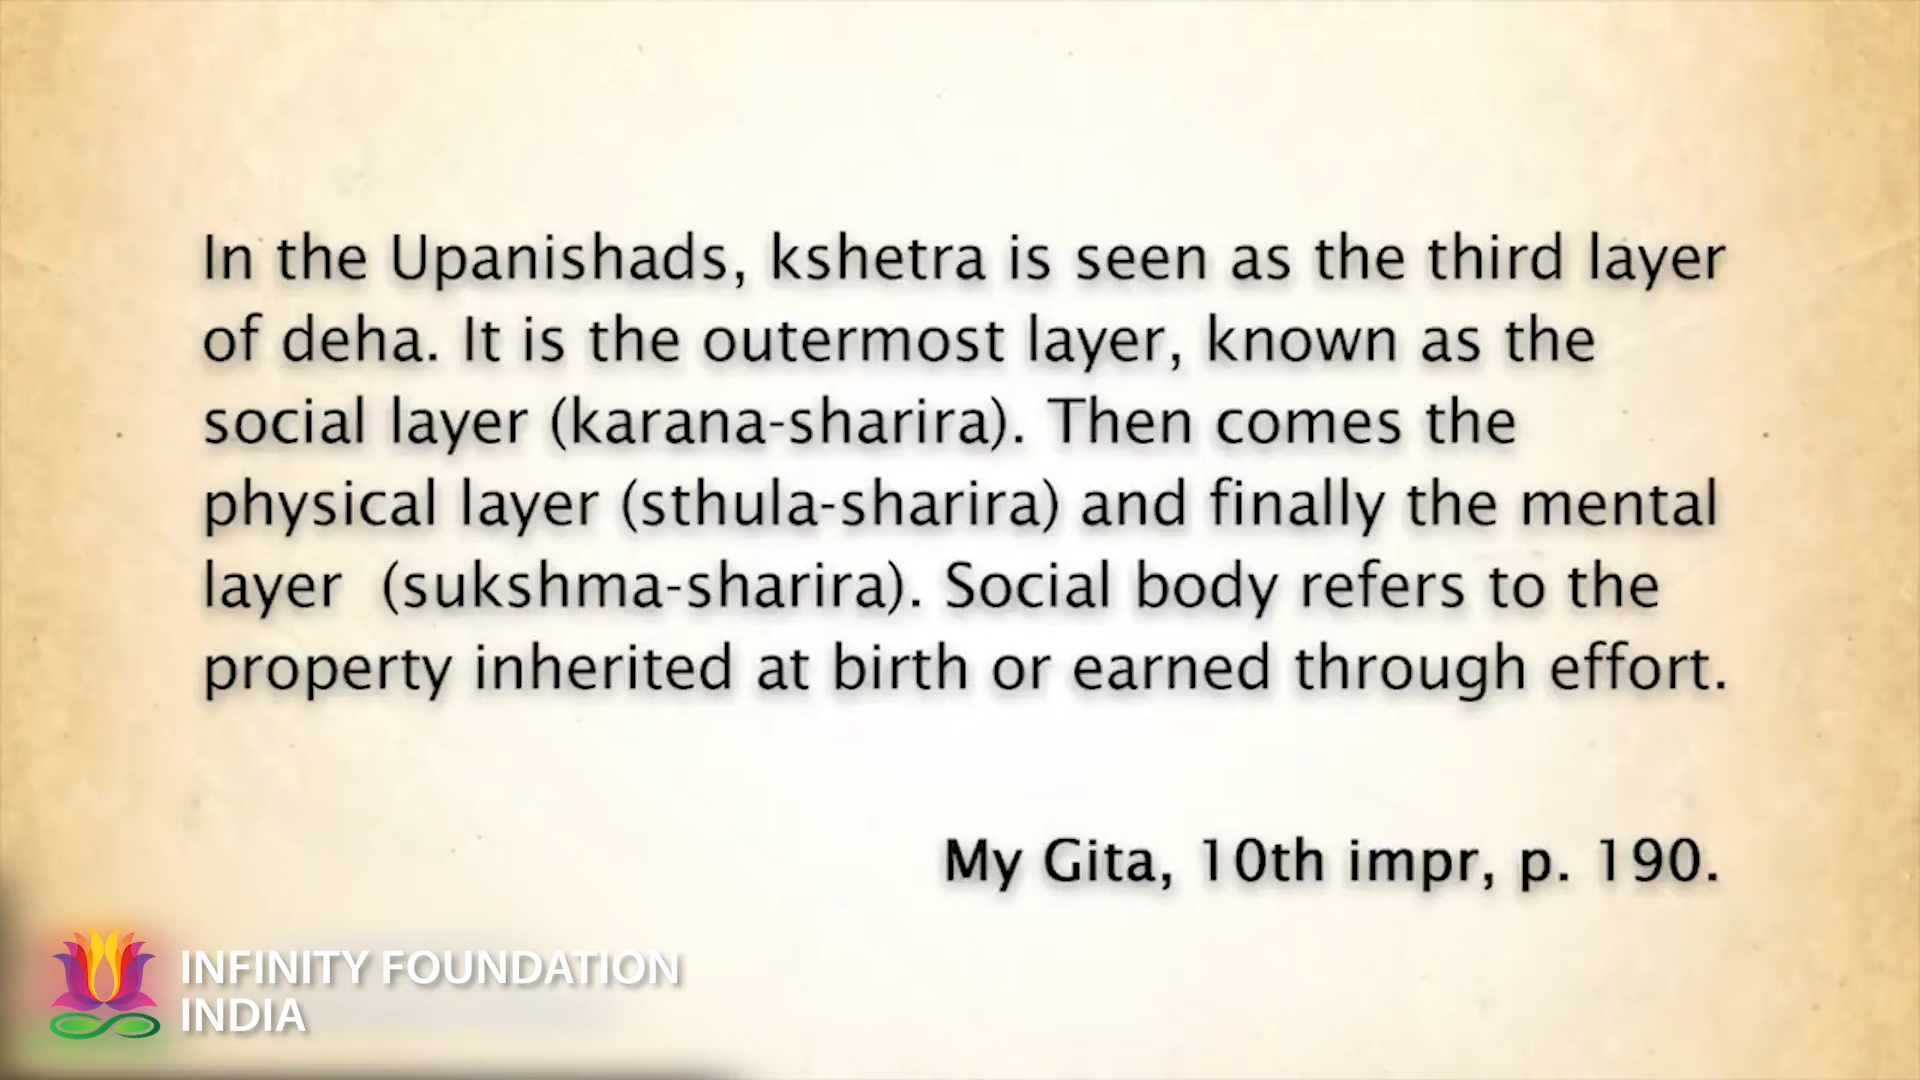 In the Upanishads, kshetra is seen as the third layer
of deha. It is the outermost layer, known as the
social layer (karana-sharira). Then comes the
physical layer (sthula-sharira) and finally the mental
layer (sukshma-sharira). Social body refers to the
property inherited at birth or earned through effort.
My Gita, 10th impr, p. 190.
INFINITY FOUNDATION
INDIA